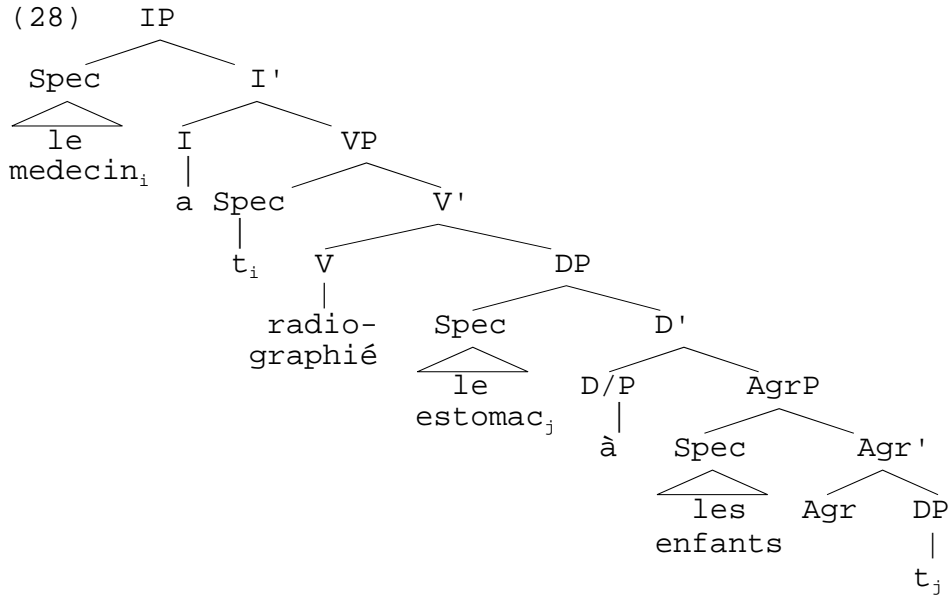 (28) IP
Spec I'
le I VP
medecinᵢ
a Spec V'
tᵢ V DP
radio- Spec D'
graphié
le D/P AgrP
estomacⱼ
à Spec Agr'
les Agr DP
enfants
tⱼ